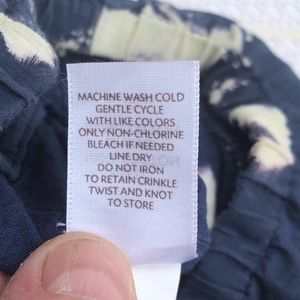 MACHINE WASH COLD
GENTLE CYCLE
WITH LIKE COLORS
ONLY NON-CHLORINE
BLEACH IF NEEDED
LINE DRY
DO NOT IRON
TO RETAIN CRINKLE
TWIST AND KNOT
TO STORE